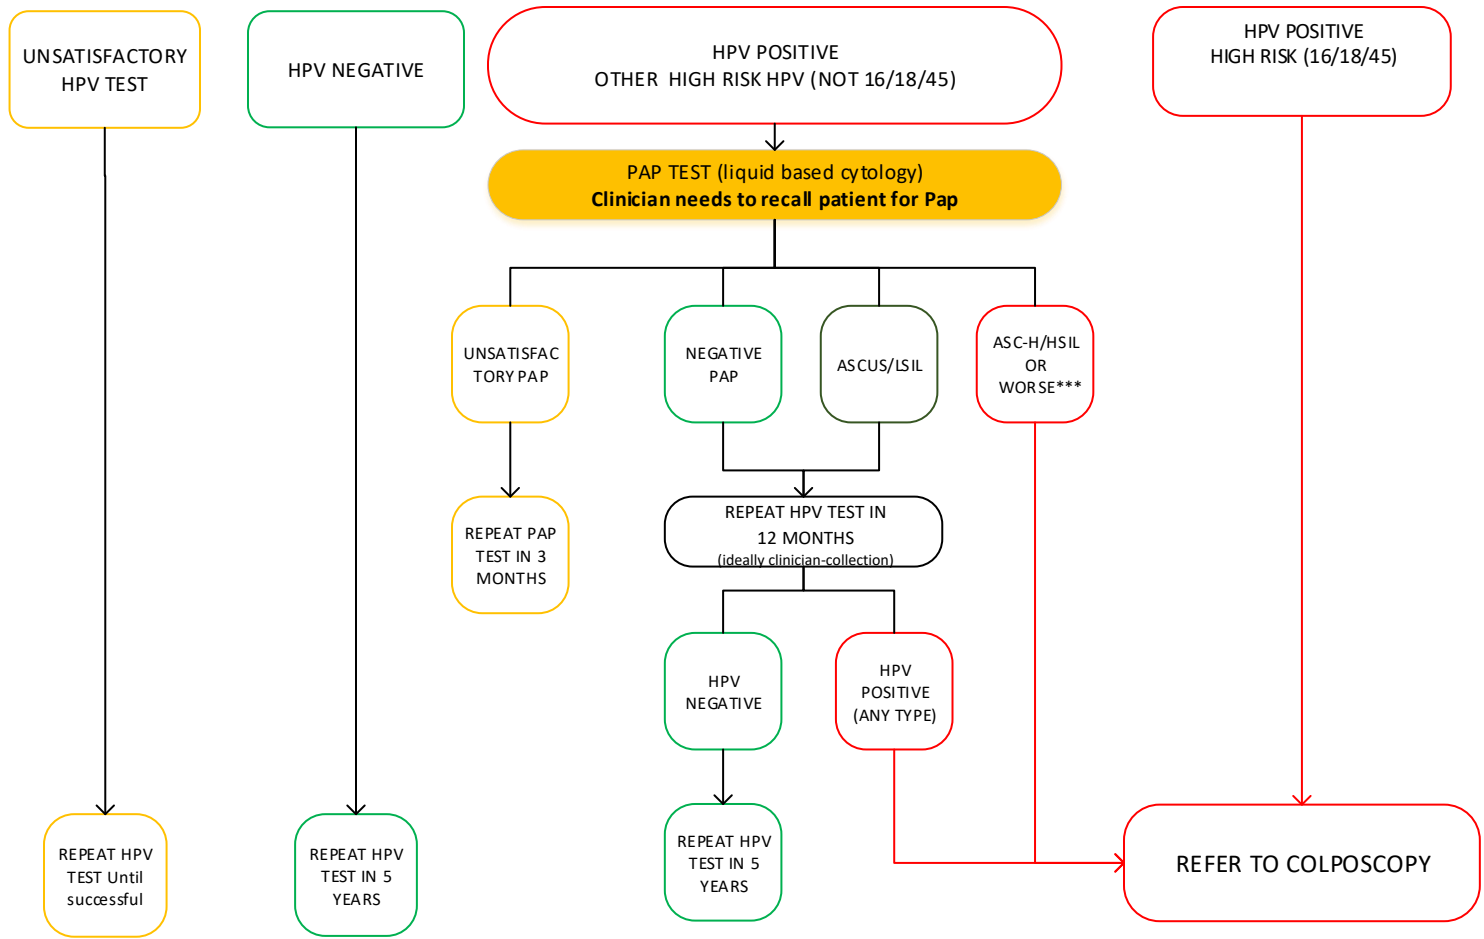 UNSATISFACTORY
HPV TEST
HPV NEGATIVE
HPV POSITIVE
OTHER HIGH RISK HPV (NOT 16/18/45)
HPV POSITIVE
HIGH RISK (16/18/45)
PAP TEST (liquid based cytology)
Clinician needs to recall patient for Pap
UNSATISFAC
TORY PAP
NEGATIVE
PAP
ASCUS/LSIL
ASC-H/HSIL
OR
WORSE***
REPEAT PAP
TEST IN 3
MONTHS
REPEAT HPV TEST IN
12 MONTHS
(ideally clinician-collection)
HPV
NEGATIVE
HPV
POSITIVE
(ANY TYPE)
REPEAT HPV
TEST Until
successful
REPEAT HPV
TEST IN 5
YEARS
REPEAT HPV
TEST IN 5
YEARS
REFER TO COLPOSCOPY